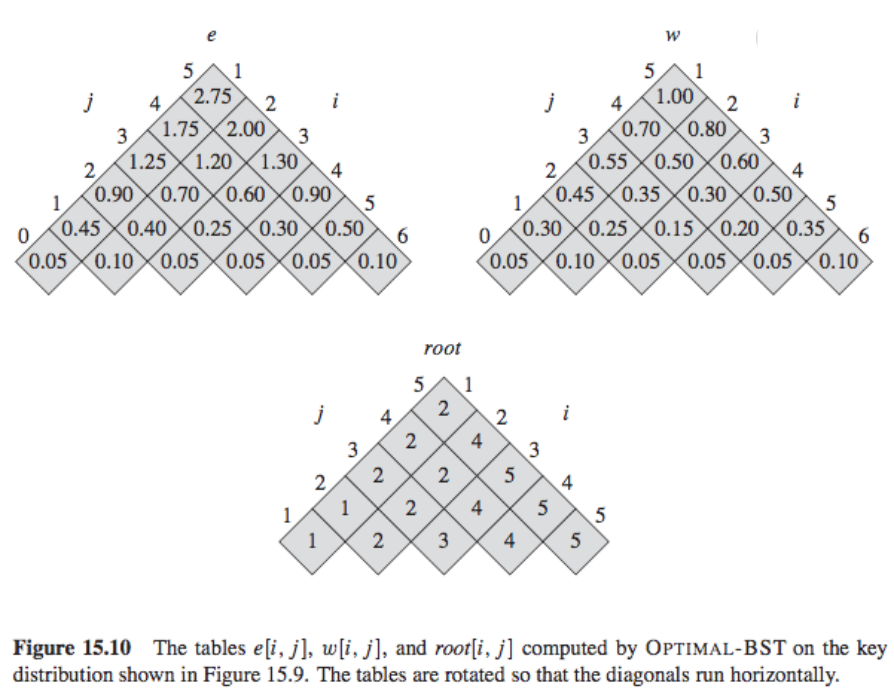 e
5 1
j 4 2.75 2 i
3 1.75 2.00 3
2 1.25 1.20 1.30 4
1 0.90 0.70 0.60 0.90 5
0 0.45 0.40 0.25 0.30 0.50 6
0.05 0.10 0.05 0.05 0.05 0.10
w
5 1
j 4 1.00 2 i
3 0.70 0.80 3
2 0.55 0.50 0.60 4
1 0.45 0.35 0.30 0.50 5
0 0.30 0.25 0.15 0.20 0.35 6
0.05 0.10 0.05 0.05 0.05 0.10
root
5 1
j 4 2 2 i
3 2 4 3
2 2 2 5 4
1 1 2 4 5 5
1 2 3 4 5
Figure 15.10 The tables e[i, j], w[i, j], and root[i, j] computed by OPTIMAL-BST on the key
distribution shown in Figure 15.9. The tables are rotated so that the diagonals run horizontally.